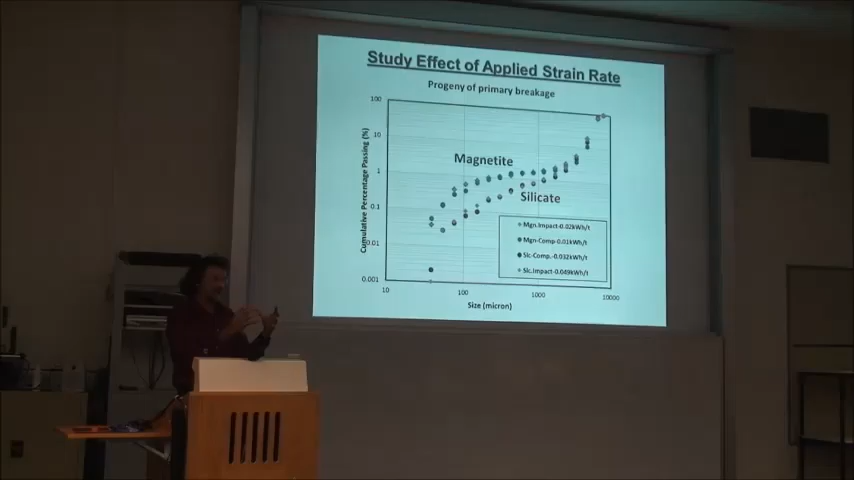 Study Effect of Applied Strain Rate
Progeny of primary breakage
Cumulative Percentage Passing (%)
100
10
1
0.1
0.01
0.001
Magnetite
Silicate
Mgn.Impact-0.02kWh/t
Mgn-Comp-0.01kWh/t
Slc-Comp.-0.032kWh/t
Slc.Impact-0.049kWh/t
10
100
1000
10000
Size (micron)